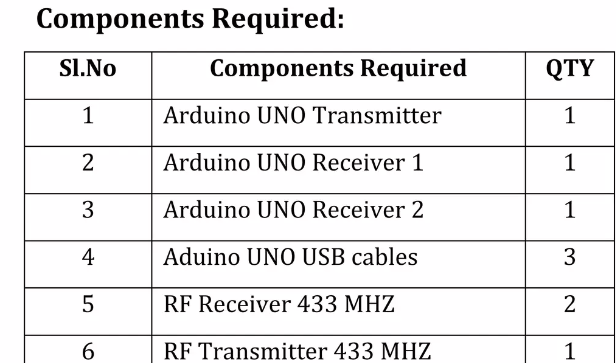 Components Required:
Sl.No Components Required QTY
1 Arduino UNO Transmitter 1
2 Arduino UNO Receiver 1 1
3 Arduino UNO Receiver 2 1
4 Aduino UNO USB cables 3
5 RF Receiver 433 MHZ 2
6 RF Transmitter 433 MHZ 1